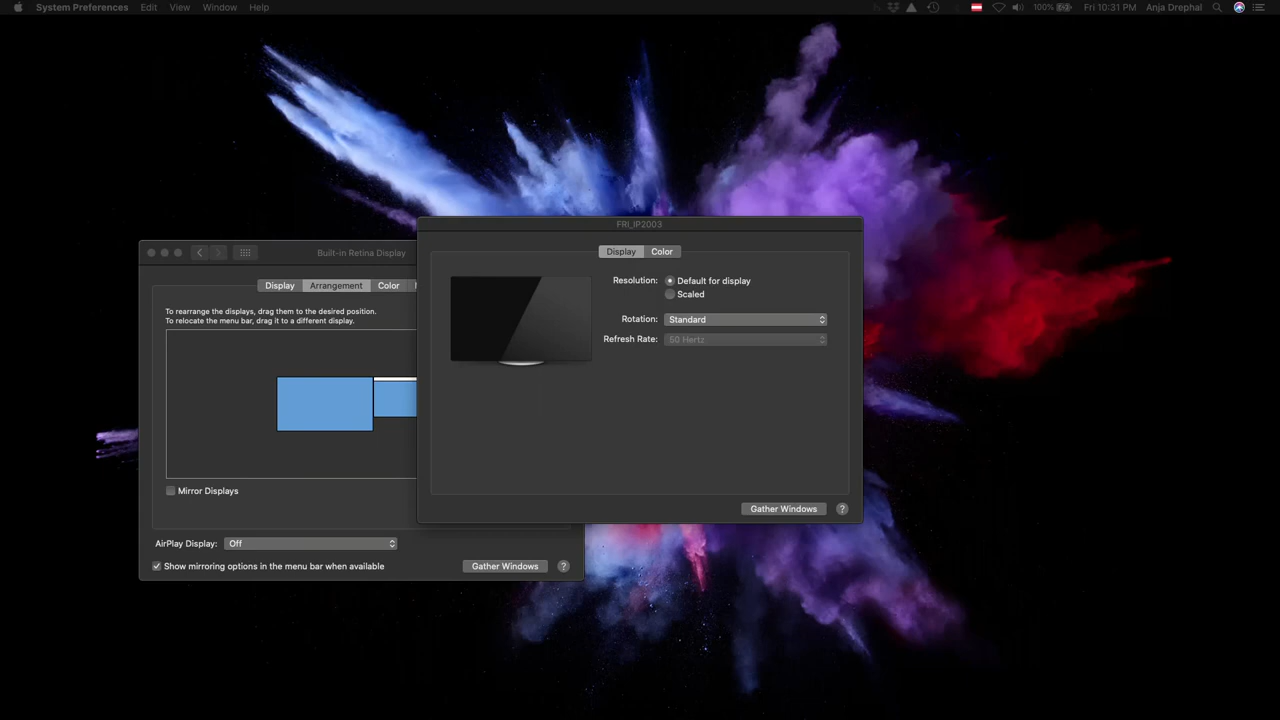 System Preferences Edit View Window Help
100% Fri 10:31 PM Anja Drephal
FRI_IP2003
Display Color
Resolution: Default for display
Scaled
Rotation: Standard
Refresh Rate: 50 Hertz
Gather Windows ?
Built-in Retina Display
Display Arrangement Color
To rearrange the displays, drag them to the desired position.
To relocate the menu bar, drag it to a different display.
Mirror Displays
AirPlay Display: Off
Show mirroring options in the menu bar when available
Gather Windows ?